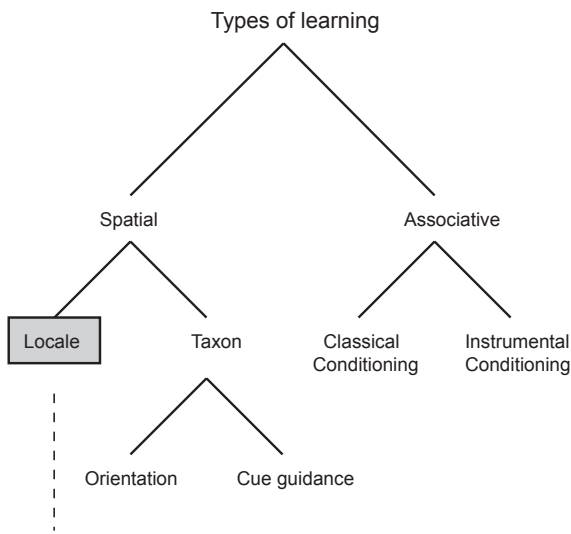 Types of learning
Spatial
Associative
Locale
Taxon
Classical
Conditioning
Instrumental
Conditioning
Orientation
Cue guidance